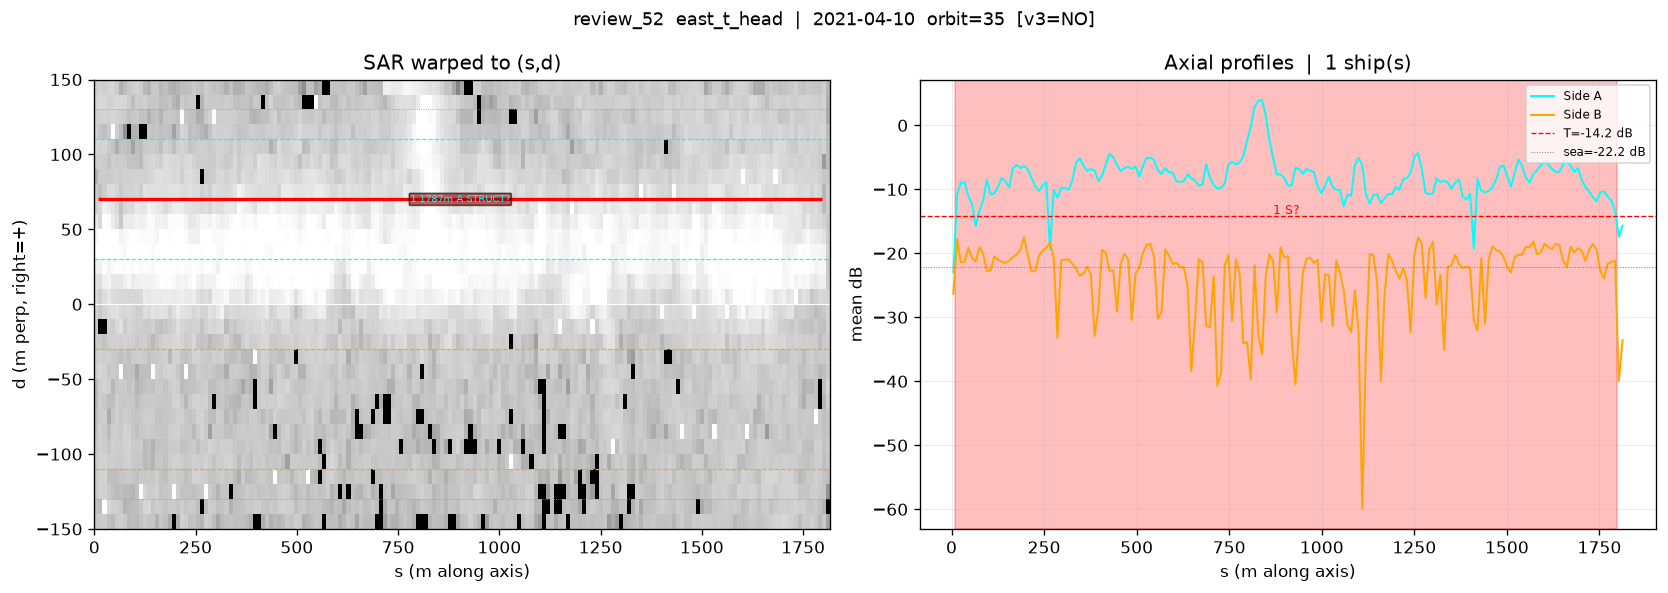 review_52 east_t_head | 2021-04-10 orbit=35 [v3=NO]
SAR warped to (s,d)
150
100
50
0
−50
−100
−150
d (m perp, right=+)
1 1787m A STRUCT?
0
250
500
750
1000
1250
1500
1750
s (m along axis)
Axial profiles | 1 ship(s)
Side A
Side B
T=-14.2 dB
sea=-22.2 dB
1 S?
0
−10
−20
−30
−40
−50
−60
mean dB
0
250
500
750
1000
1250
1500
1750
s (m along axis)